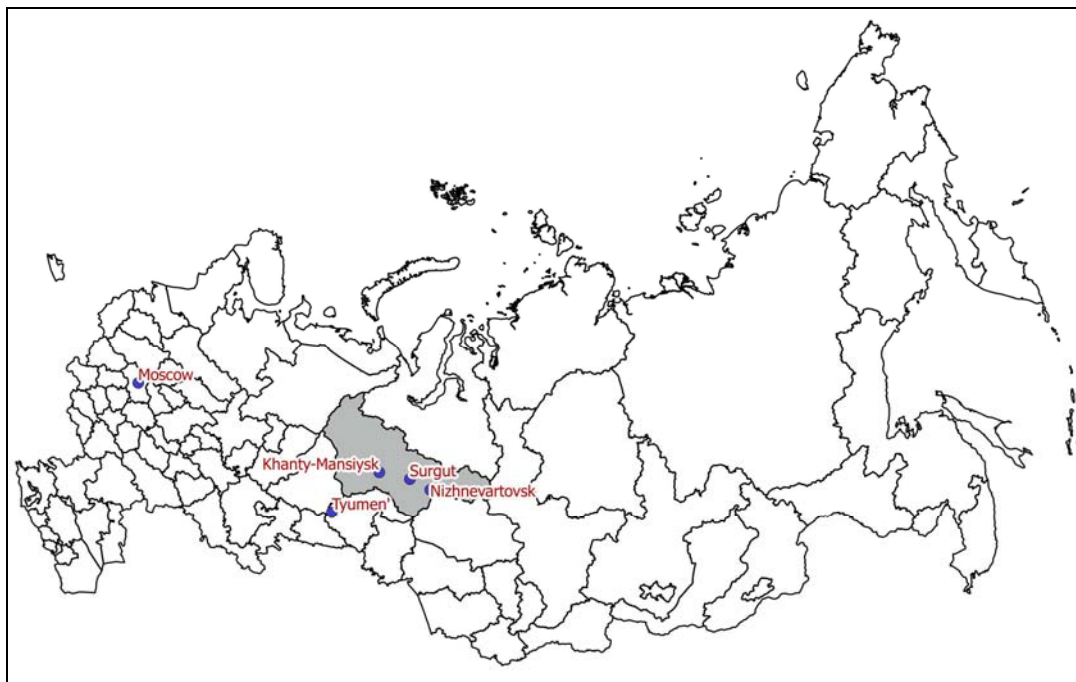 Moscow
Khanty-Mansiysk
Surgut
Nizhnevartovsk
Tyumen'